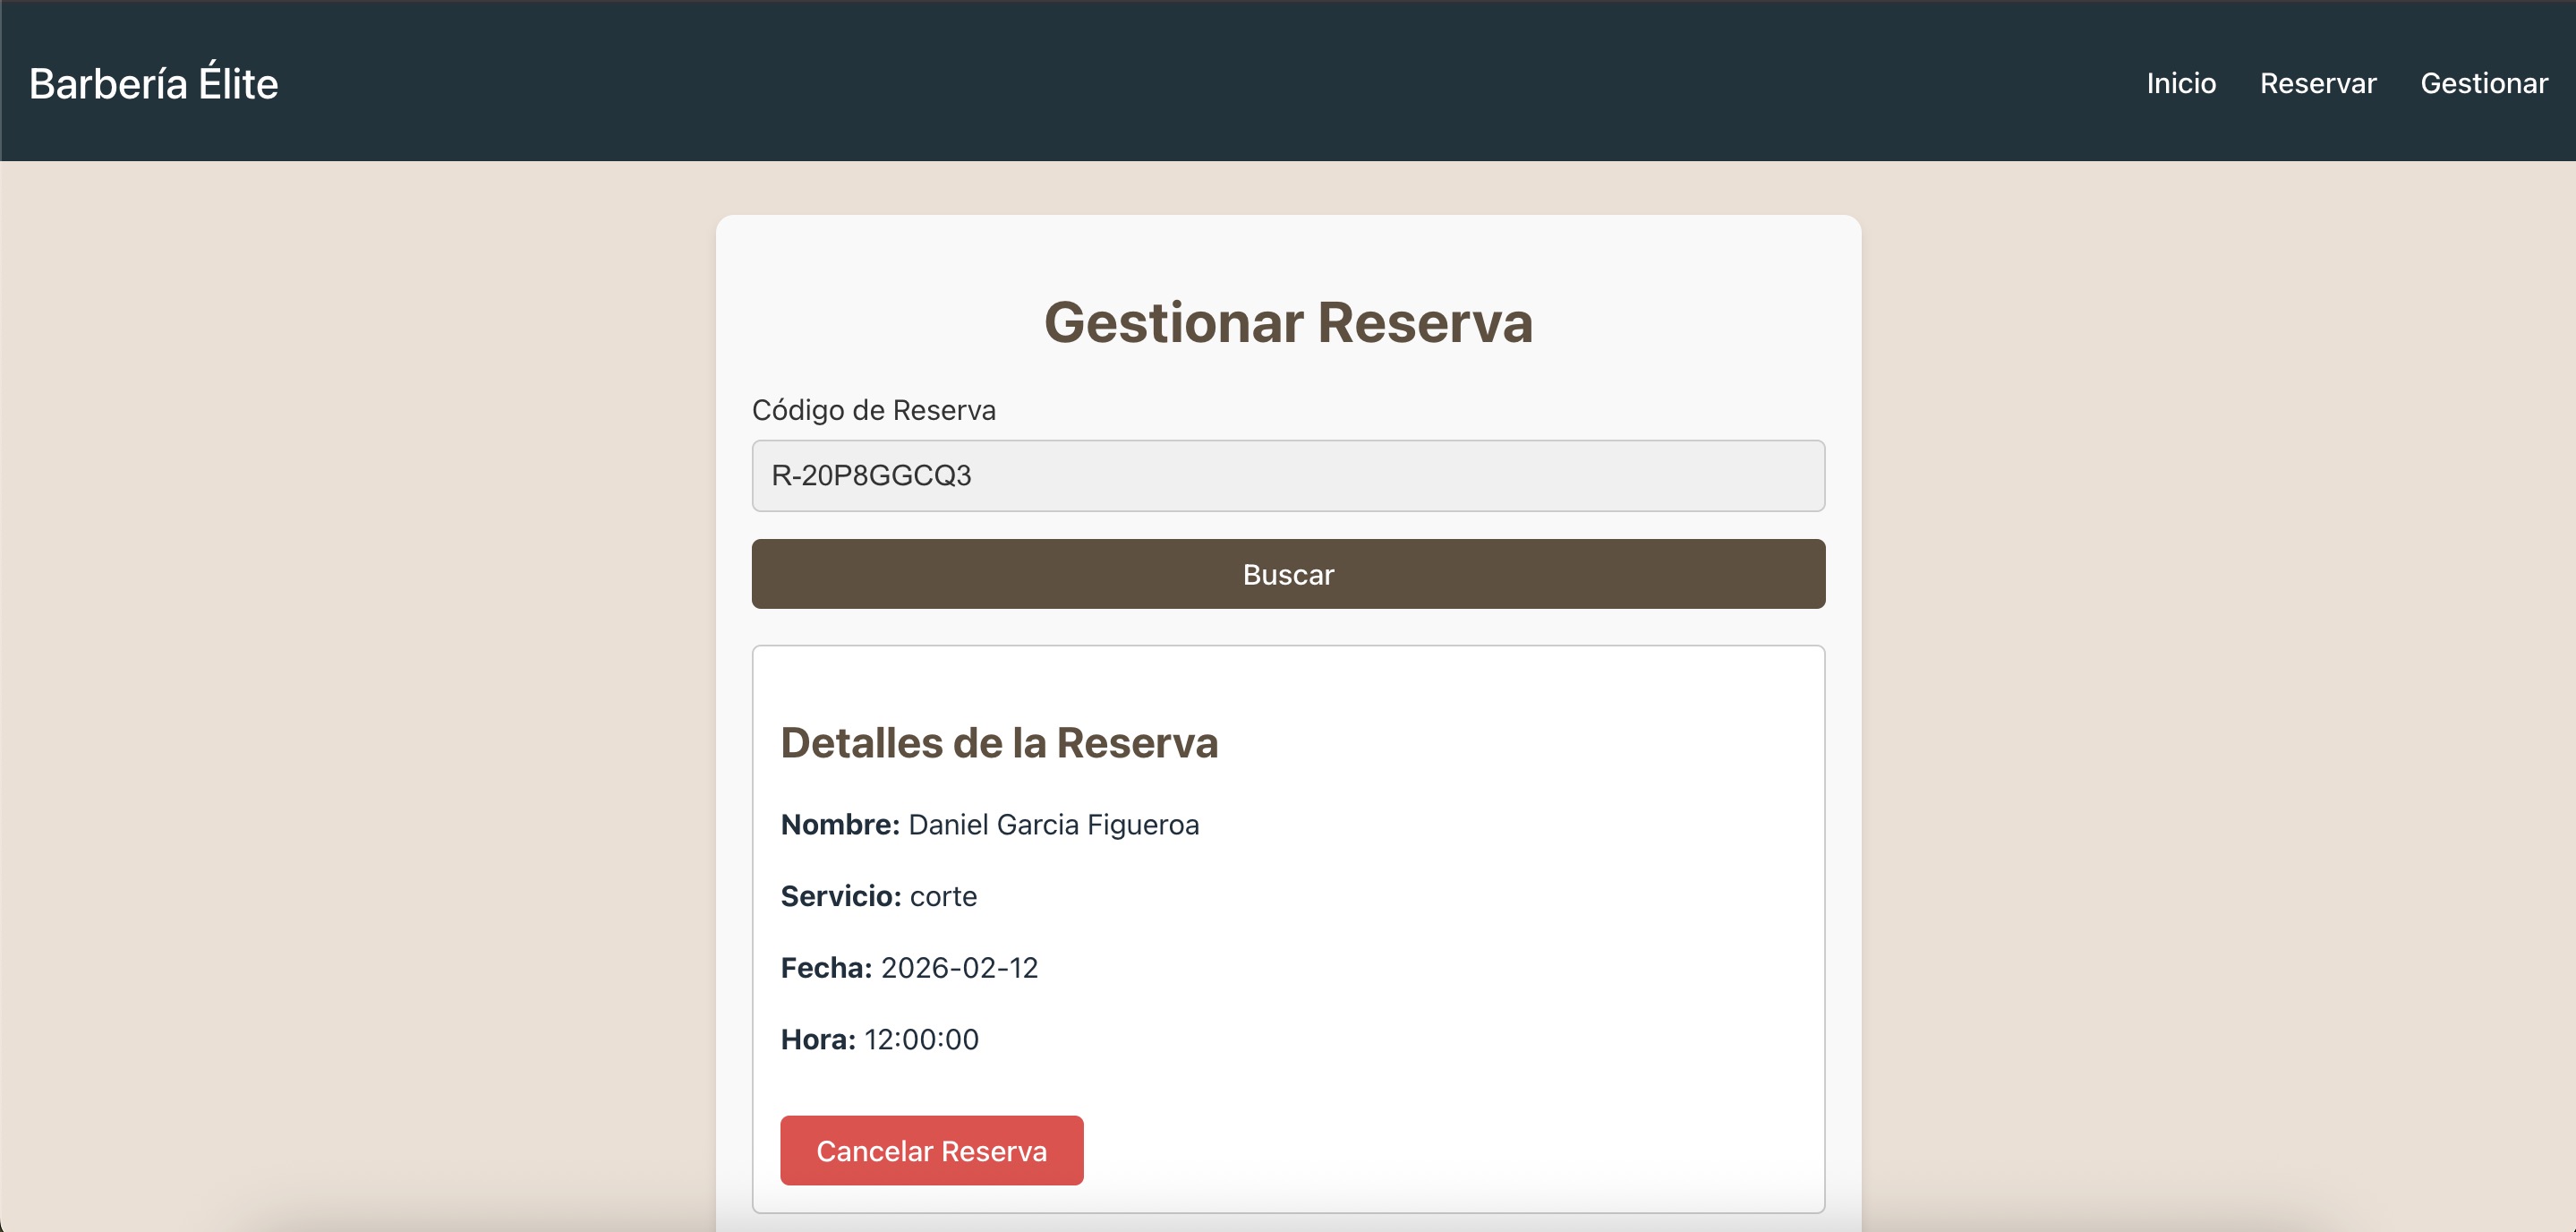 Barbería Élite
Inicio Reservar Gestionar
Gestionar Reserva
Código de Reserva
R-20P8GGCQ3
Buscar
Detalles de la Reserva
Nombre: Daniel Garcia Figueroa
Servicio: corte
Fecha: 2026-02-12
Hora: 12:00:00
Cancelar Reserva